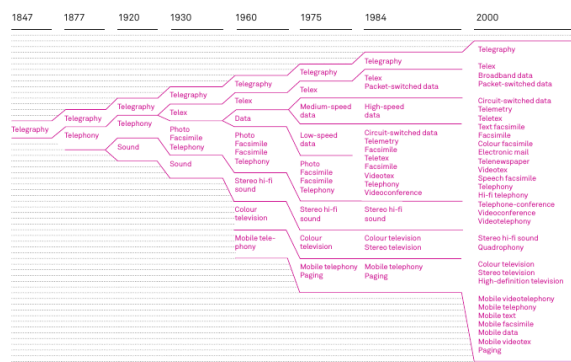 1847
1877
1920
1930
1960
1975
1984
2000
Telegraphy
Telegraphy
Telephony
Telegraphy
Telephony
Sound
Telegraphy
Telex
Photo
Facsimile
Telephony
Sound
Telegraphy
Telex
Data
Photo
Facsimile
Facsimile
Telephony
Stereo hi-fi
sound
Colour
television
Mobile tele-
phony
Telegraphy
Telex
Medium-speed
data
Low-speed
data
Photo
Facsimile
Facsimile
Telephony
Stereo hi-fi
sound
Colour
television
Mobile telephony
Paging
Telegraphy
Telex
Packet-switched data
High-speed
data
Circuit-switched data
Telemetry
Facsimile
Teletex
Facsimile
Videotex
Telephony
Videoconference
Stereo hi-fi
sound
Colour television
Stereo television
Mobile telephony
Paging
Telegraphy
Telex
Broadband data
Packet-switched data
Circuit-switched data
Telemetry
Teletex
Text facsimile
Facsimile
Colour facsimile
Electronic mail
Telenewspaper
Videotex
Speech facsimile
Telephony
Hi-fi telephony
Telephone-conference
Videoconference
Videotelephony
Stereo hi-fi sound
Quadrophony
Colour television
Stereo television
High-definition television
Mobile videotelephony
Mobile telephony
Mobile text
Mobile facsimile
Mobile data
Mobile videotex
Paging